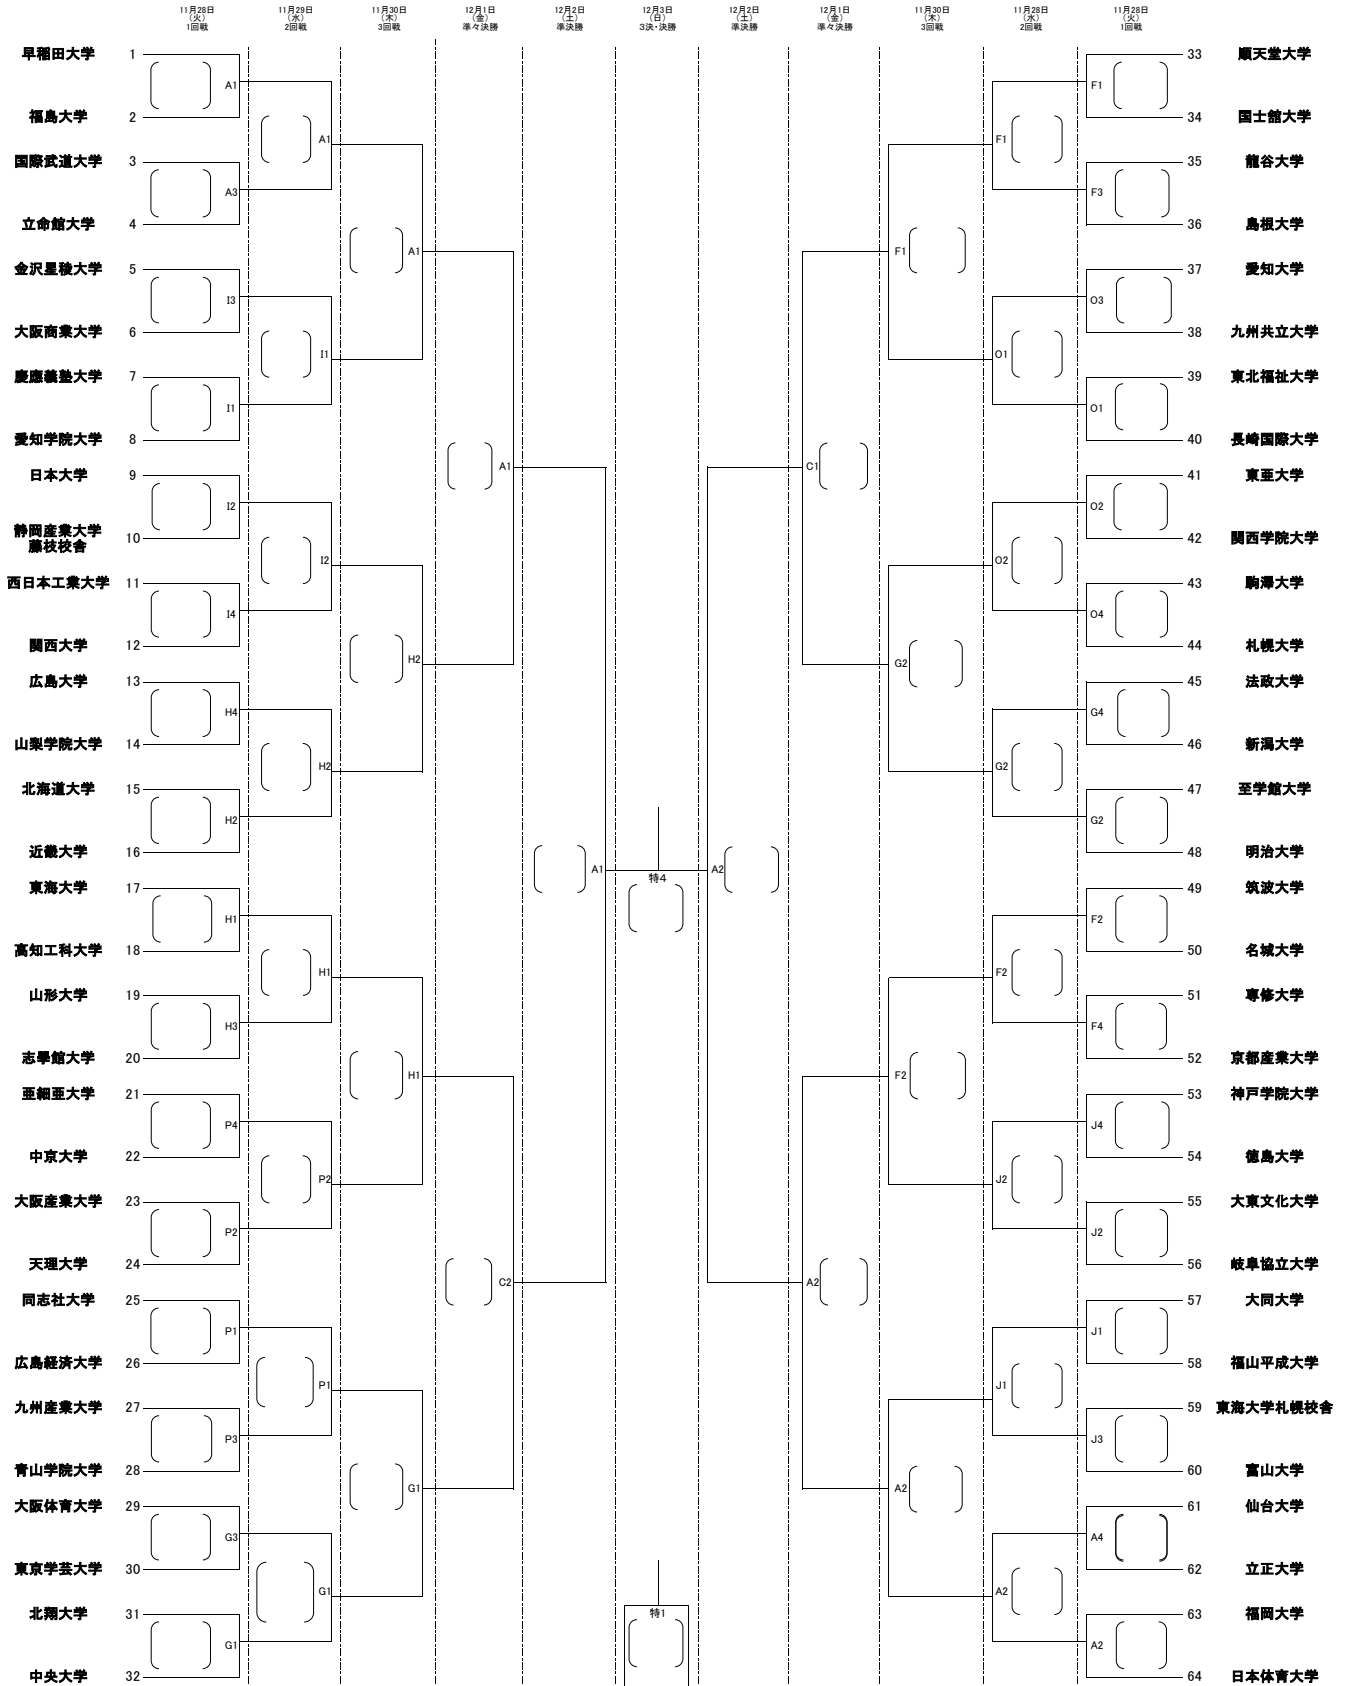 11月28日
（火）
1回戦
11月29日
（水）
2回戦
11月30日
（木）
3回戦
12月1日
（金）
準々決勝
12月2日
（土）
準決勝
12月3日
（日）
3決・決勝
12月2日
（土）
準決勝
12月1日
（金）
準々決勝
11月30日
（木）
3回戦
11月28日
（水）
2回戦
11月28日
（火）
1回戦
早稲田大学 1
A1
福島大学 2
A1
国際武道大学 3
A3
立命館大学 4
A1
金沢星稜大学 5
I3
大阪商業大学 6
I1
慶應義塾大学 7
I1
愛知学院大学 8
A1
日本大学 9
I2
静岡産業大学
藤枝校舎 10
I2
西日本工業大学 11
I4
関西大学 12
H2
広島大学 13
H4
山梨学院大学 14
H2
北海道大学 15
H2
近畿大学 16
A1
東海大学 17
H1
高知工科大学 18
H1
山形大学 19
H3
志學館大学 20
H1
亜細亜大学 21
P4
中京大学 22
P2
大阪産業大学 23
P2
天理大学 24
C2
同志社大学 25
P1
広島経済大学 26
P1
九州産業大学 27
P3
青山学院大学 28
G1
大阪体育大学 29
G3
東京学芸大学 30
G1
北翔大学 31
G1
中央大学 32
特4
特1
33 順天堂大学
F1
34 国士舘大学
F1
35 龍谷大学
F3
36 島根大学
F1
37 愛知大学
O3
38 九州共立大学
O1
39 東北福祉大学
O1
40 長崎国際大学
C1
41 東亜大学
O2
42 関西学院大学
O2
43 駒澤大学
O4
44 札幌大学
G2
45 法政大学
G4
46 新潟大学
G2
47 至学館大学
G2
48 明治大学
A2
49 筑波大学
F2
50 名城大学
F2
51 専修大学
F4
52 京都産業大学
F2
53 神戸学院大学
J4
54 徳島大学
J2
55 大東文化大学
J2
56 岐阜協立大学
A2
57 大同大学
J1
58 福山平成大学
J1
59 東海大学札幌校舎
J3
60 富山大学
A2
61 仙台大学
A4
62 立正大学
A2
63 福岡大学
A2
64 日本体育大学